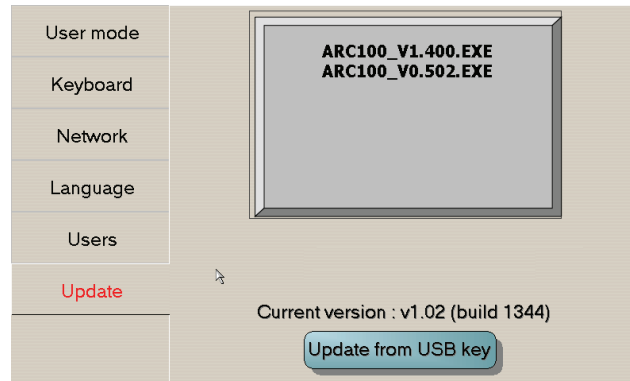 User mode
Keyboard
Network
Language
Users
Update
ARC100_V1.400.EXE
ARC100_V0.502.EXE
Current version : v1.02 (build 1344)
Update from USB key